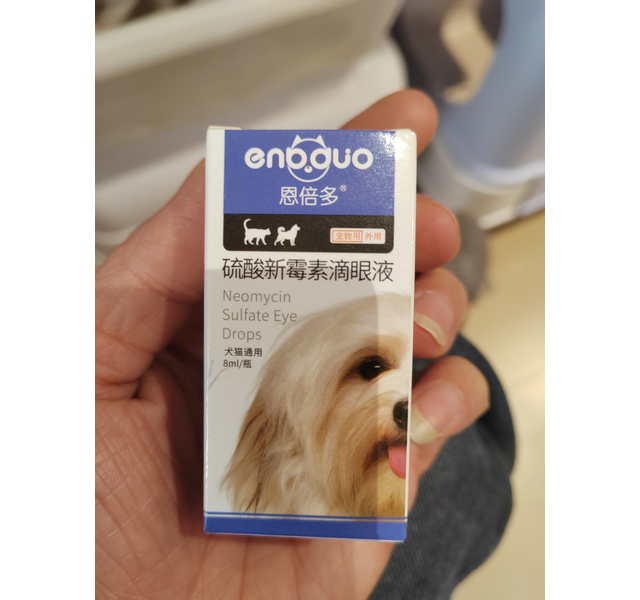 enboduo
恩倍多®
宠物用 外用
硫酸新霉素滴眼液
Neomycin
Sulfate Eye
Drops
犬猫通用
8ml/瓶